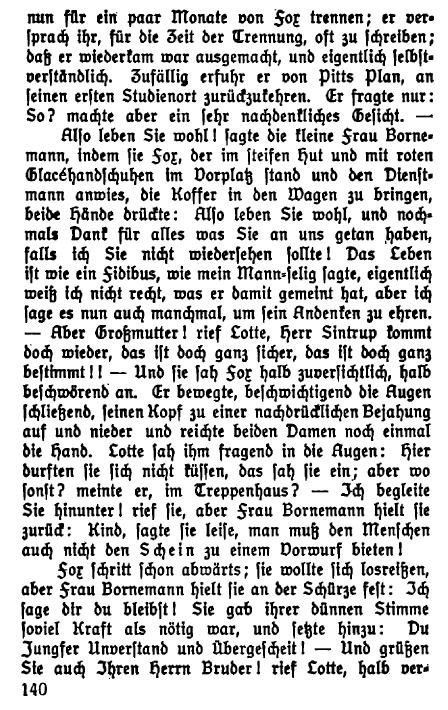 nun für ein paar Monate von Fox trennen; er ver-
sprach ihr, für die Zeit der Trennung, oft zu schreiben;
daß er wiederkam war ausgemacht, und eigentlich selbst-
verständlich. Zufällig erfuhr er von Pitts Plan, an
seinen ersten Studienort zurückzukehren. Er fragte nur:
So? machte aber ein sehr nachdenkliches Gesicht. —
Also leben Sie wohl! sagte die kleine Frau Borne-
mann, indem sie Fox, der im steifen Hut und mit roten
Glacéhandschuhen im Vorplatz stand und den Dienst-
mann anwies, die Koffer in den Wagen zu bringen,
beide Hände drückte: Also leben Sie wohl, und noch-
mals Dank für alles was Sie an uns getan haben,
falls ich Sie nicht wiedersehen sollte! Das Leben
ist wie ein Fidibus, wie mein Mann-selig sagte, eigentlich
weiß ich nicht recht, was er damit gemeint hat, aber ich
sage es nun auch manchmal, um sein Andenken zu ehren.
— Aber Großmutter! rief Lotte, Herr Sintrup kommt
doch wieder, das ist doch ganz sicher, das ist doch ganz
bestimmt!! — Und sie sah Fox halb zuversichtlich, halb
beschwörend an. Er bewegte, beschwichtigend die Augen
schließend, seinen Kopf zu einer nachdrücklichen Bejahung
auf und nieder und reichte beiden Damen noch einmal
die Hand. Lotte sah ihm fragend in die Augen: Hier
durften sie sich nicht küssen, das sah sie ein; aber wo
sonst? meinte er, im Treppenhaus? — Ich begleite
Sie hinunter! rief sie, aber Frau Bornemann hielt sie
zurück: Kind, sagte sie leise, man muß den Menschen
auch nicht den Schein zu einem Vorwurf bieten!
Fox schritt schon abwärts; sie wollte sich losreißen,
aber Frau Bornemann hielt sie an der Schürze fest: Ich
sage dir du bleibst! Sie gab ihrer dünnen Stimme
soviel Kraft als nötig war, und setzte hinzu: Du
Jungfer Unverstand und Übergescheit! — Und grüßen
Sie auch Ihren Herrn Bruder! rief Lotte, halb ver-
140